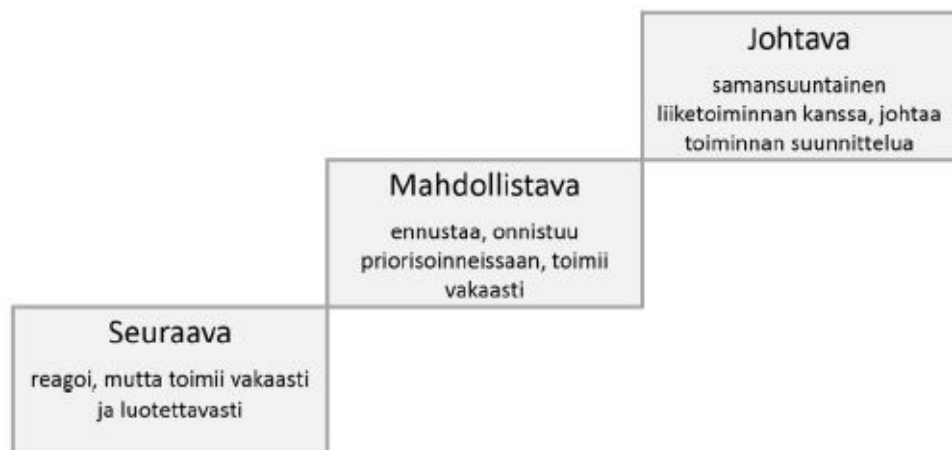 Johtava
samansuuntainen
liiketoiminnan kanssa, johtaa
toiminnan suunnittelua
Mahdollistava
ennustaa, onnistuu
priorisoinneissaan, toimii
vakaasti
Seuraava
reagoi, mutta toimii vakaasti
ja luotettavasti